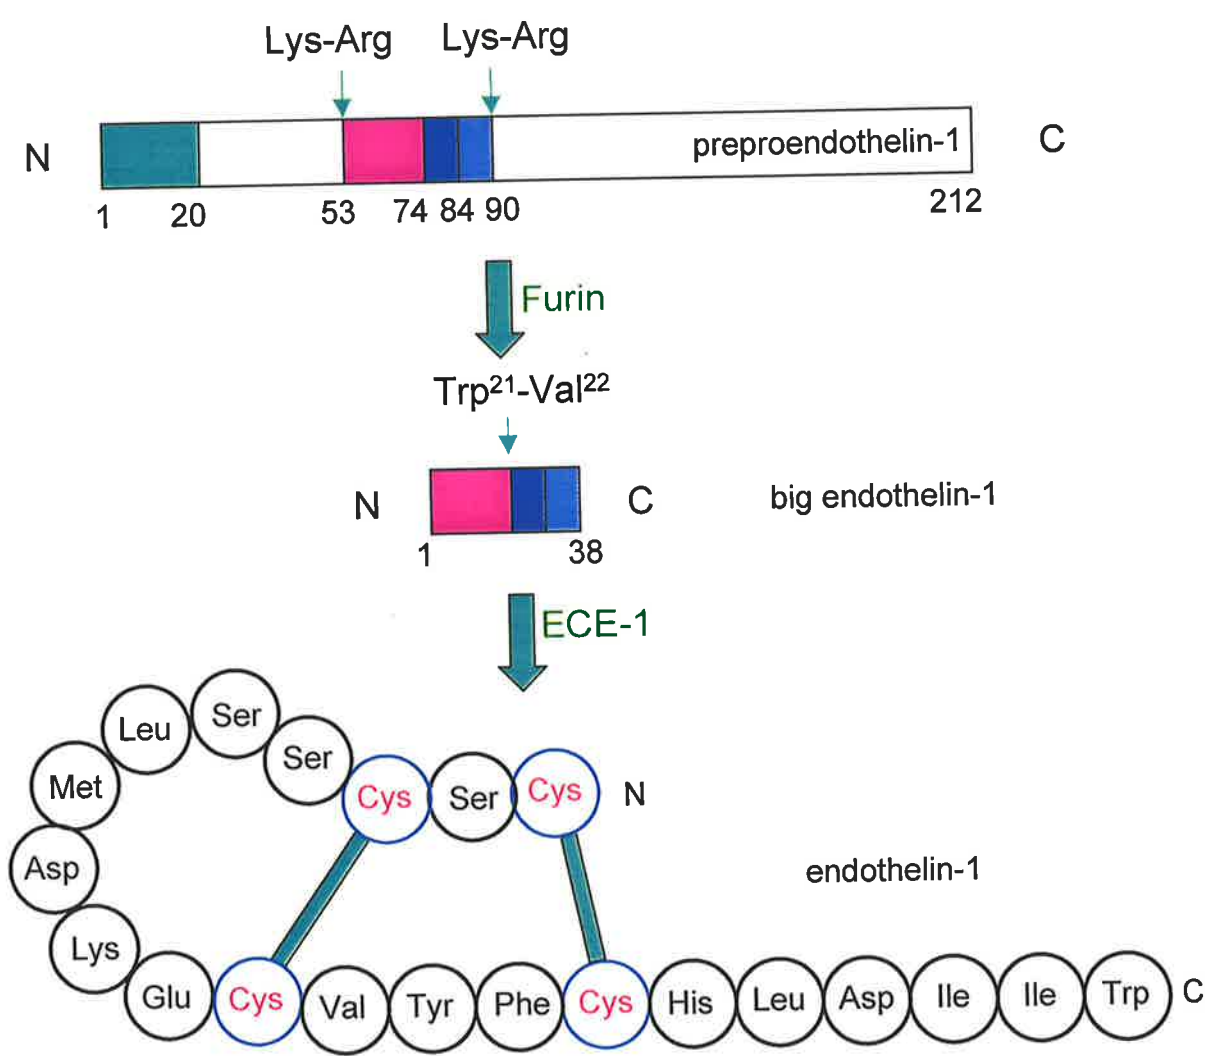 Lys-Arg Lys-Arg
N preproendothelin-1 C
1 20 53 74 84 90 212
Furin
Trp²¹-Val²²
N C big endothelin-1
1 38
ECE-1
Leu Ser Ser
Met Cys Ser Cys N
Asp endothelin-1
Lys
Glu Cys Val Tyr Phe Cys His Leu Asp Ile Ile Trp C